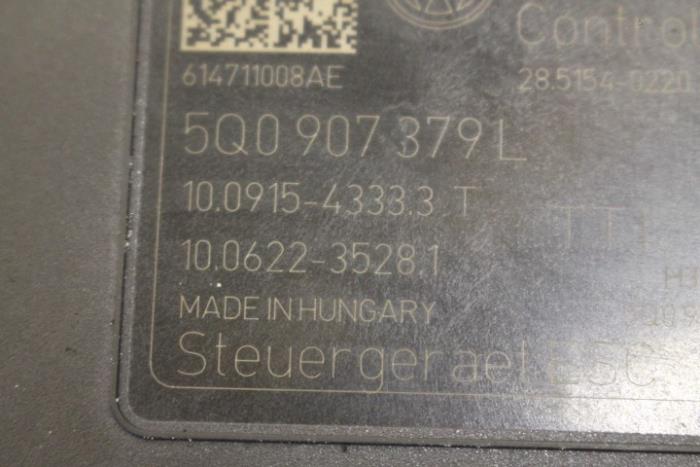 Control
614711008AE 28.5154-0220
5Q0 907 379 L
10.0915-4333.3 T
10.0622-3528.1
MADE IN HUNGARY
Steuergeraet ESC